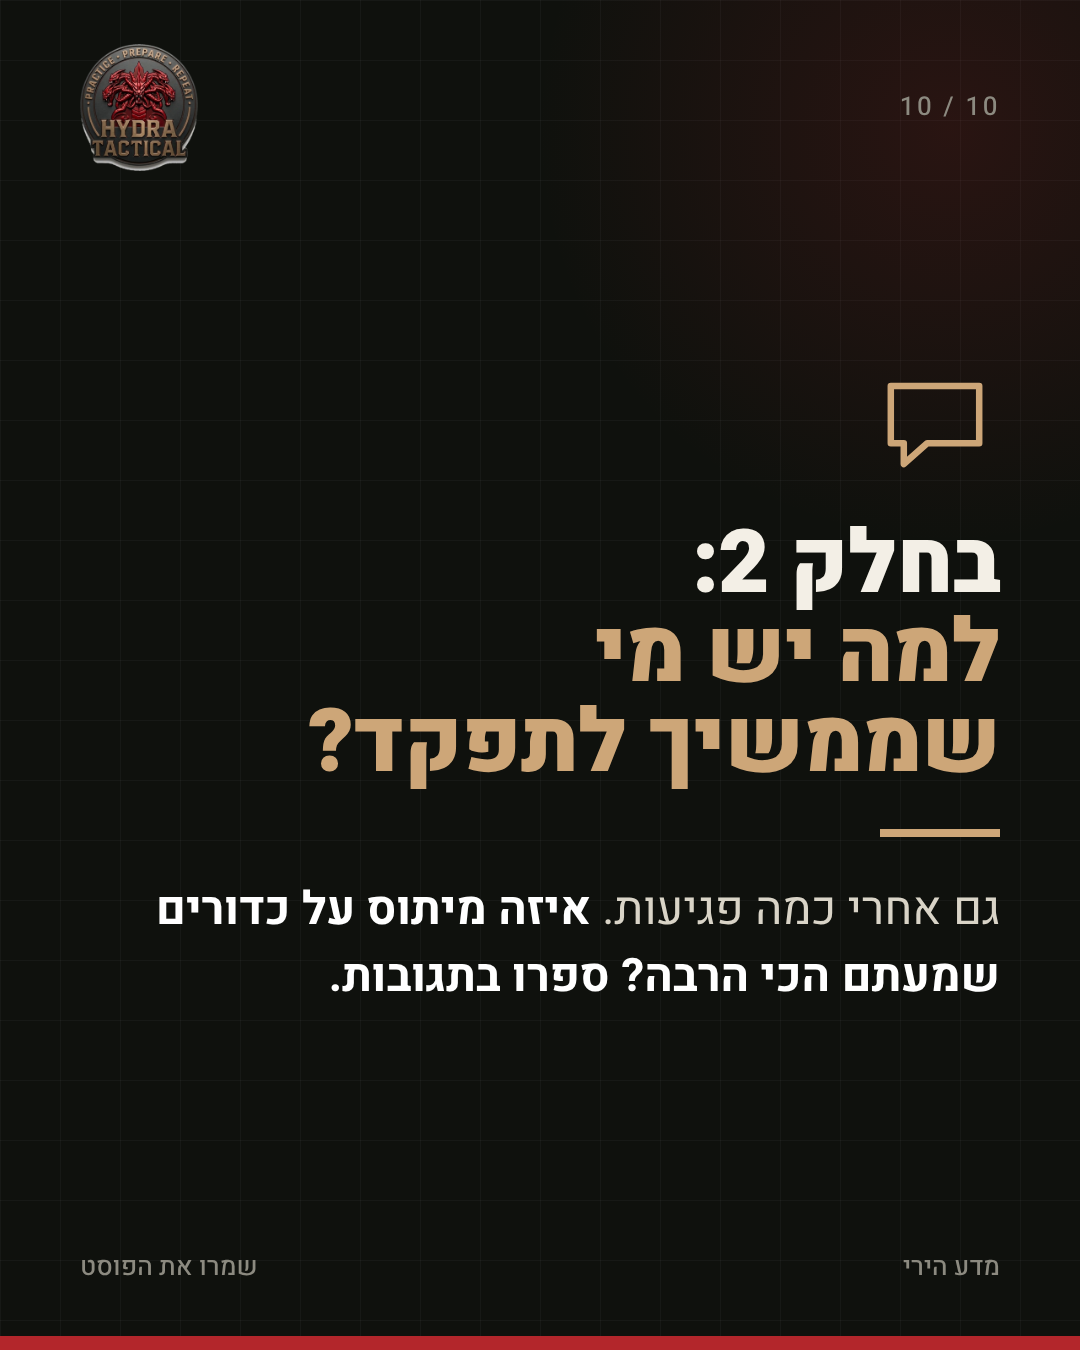 PRACTICE · PREPARE · REPEAT
HYDRA
TACTICAL
10 / 10
בחלק 2:
למה יש מי
שממשיך לתפקד?
גם אחרי כמה פגיעות. איזה מיתוס על כדורים
שמעתם הכי הרבה? ספרו בתגובות.
מדע הירי
שמרו את הפוסט